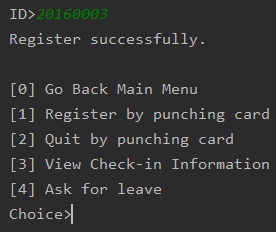 ID>20160003
Register successfully.
[0] Go Back Main Menu
[1] Register by punching card
[2] Quit by punching card
[3] View Check-in Information
[4] Ask for leave
Choice>